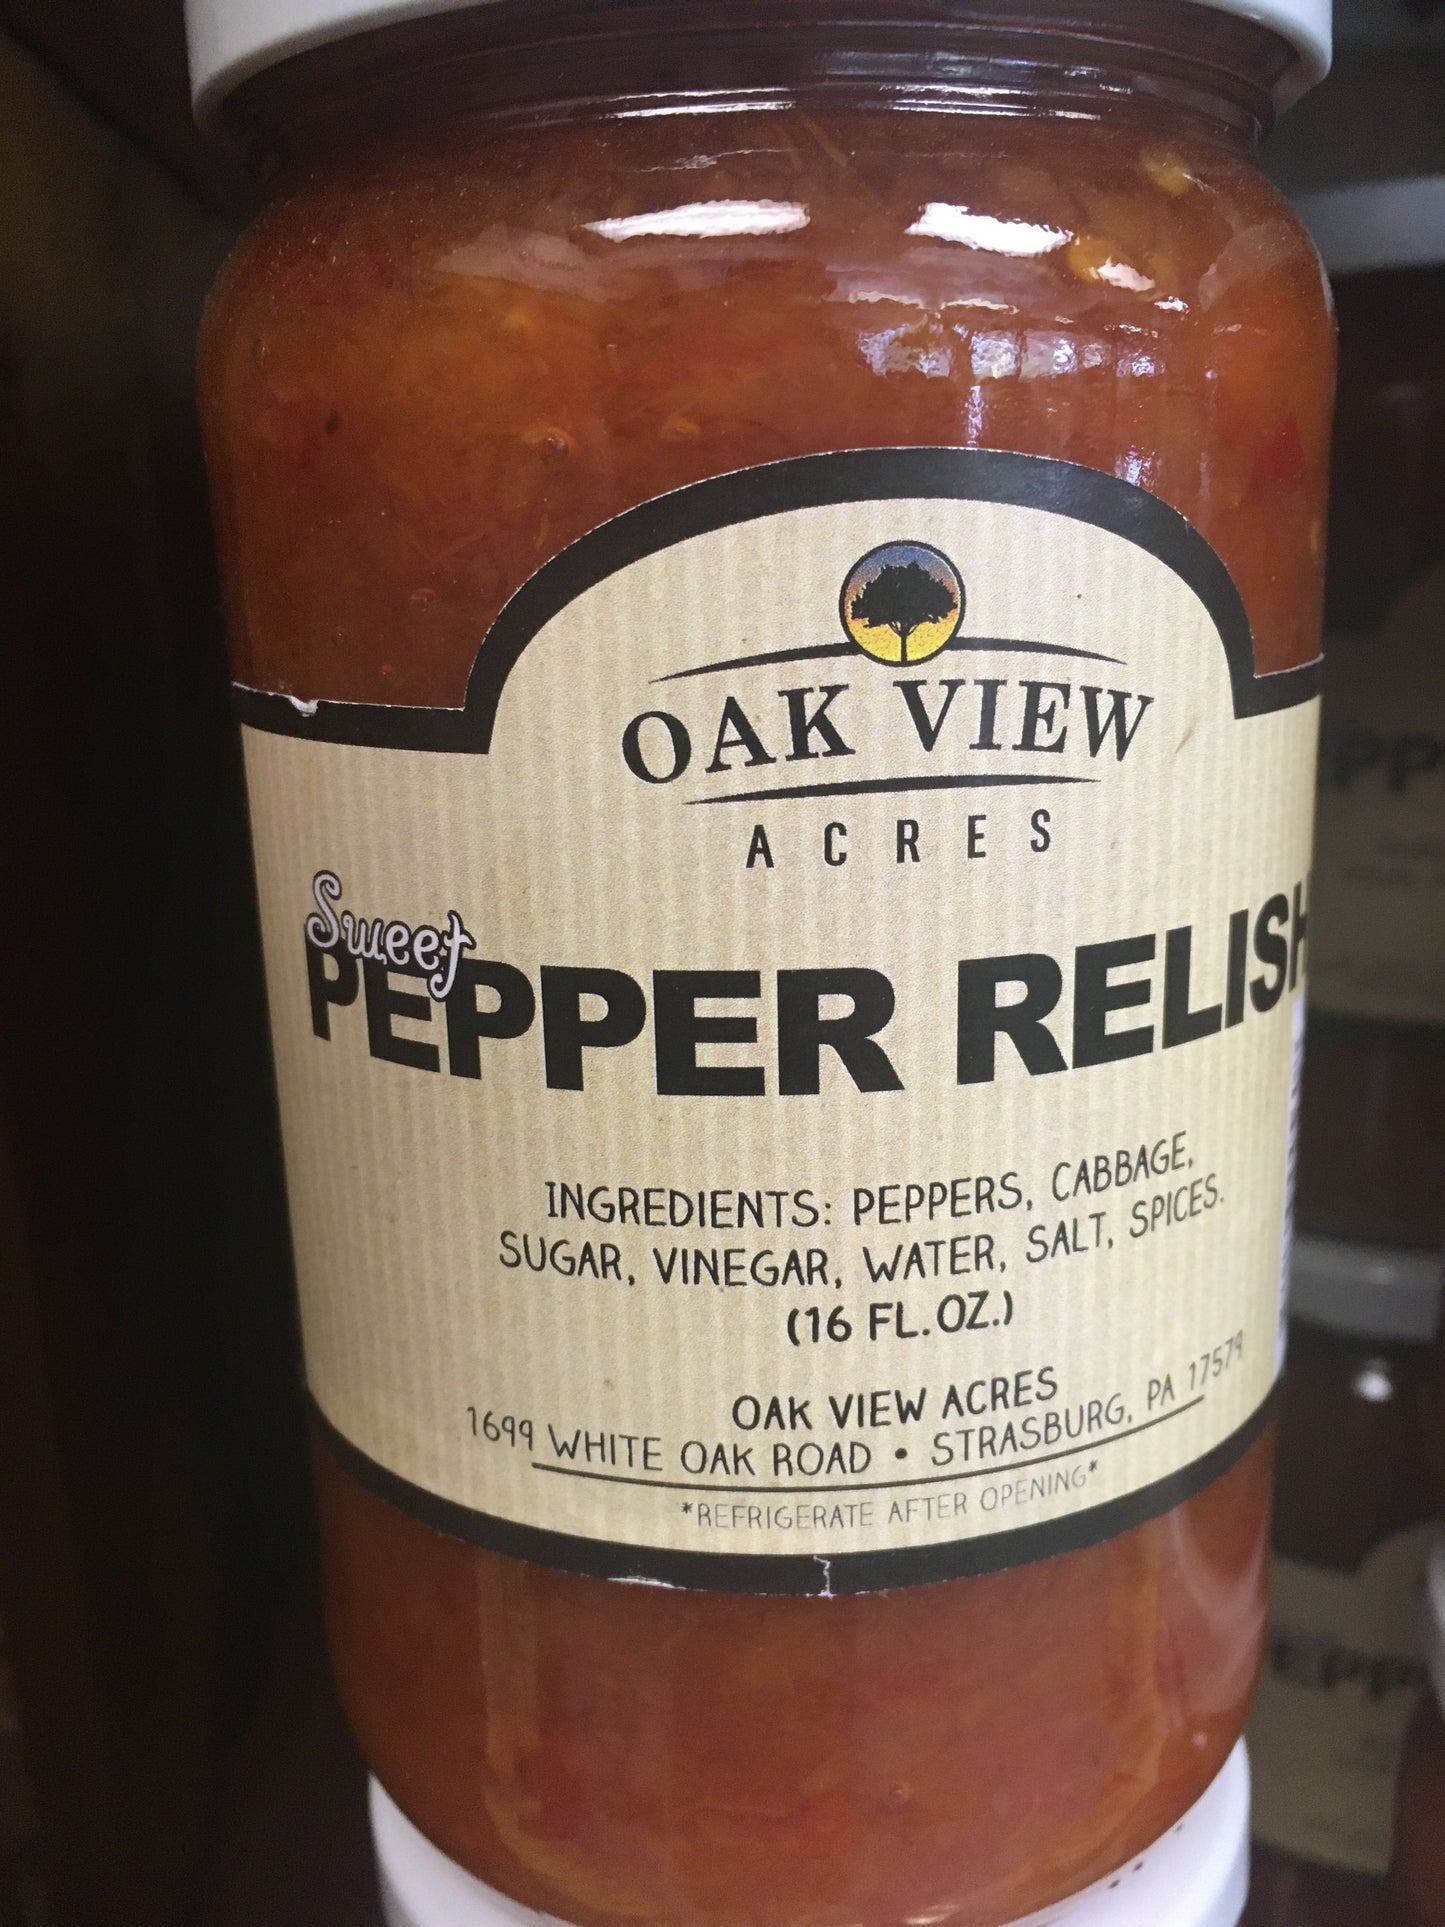 OAK VIEW
ACRES
Sweet
PEPPER RELISH
INGREDIENTS: PEPPERS, CABBAGE,
SUGAR, VINEGAR, WATER, SALT, SPICES.
(16 FL.OZ.)
OAK VIEW ACRES
1699 WHITE OAK ROAD • STRASBURG, PA 17579
*REFRIGERATE AFTER OPENING*